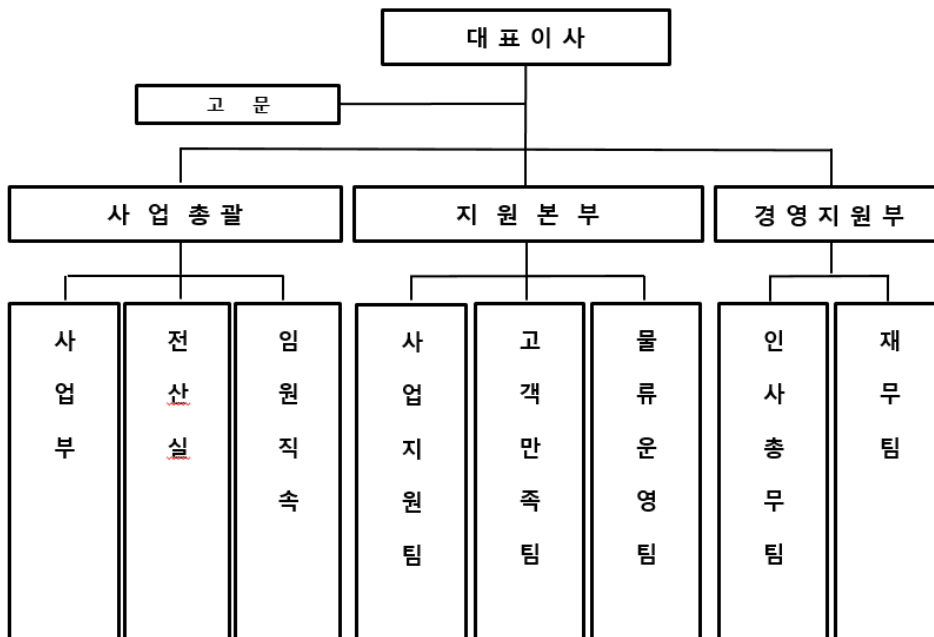 대표이사
고 문
사업총괄
지원본부
경영지원부
사업부
전산실
임원직속
사업지원팀
고객만족팀
물류운영팀
인사총무팀
재무팀